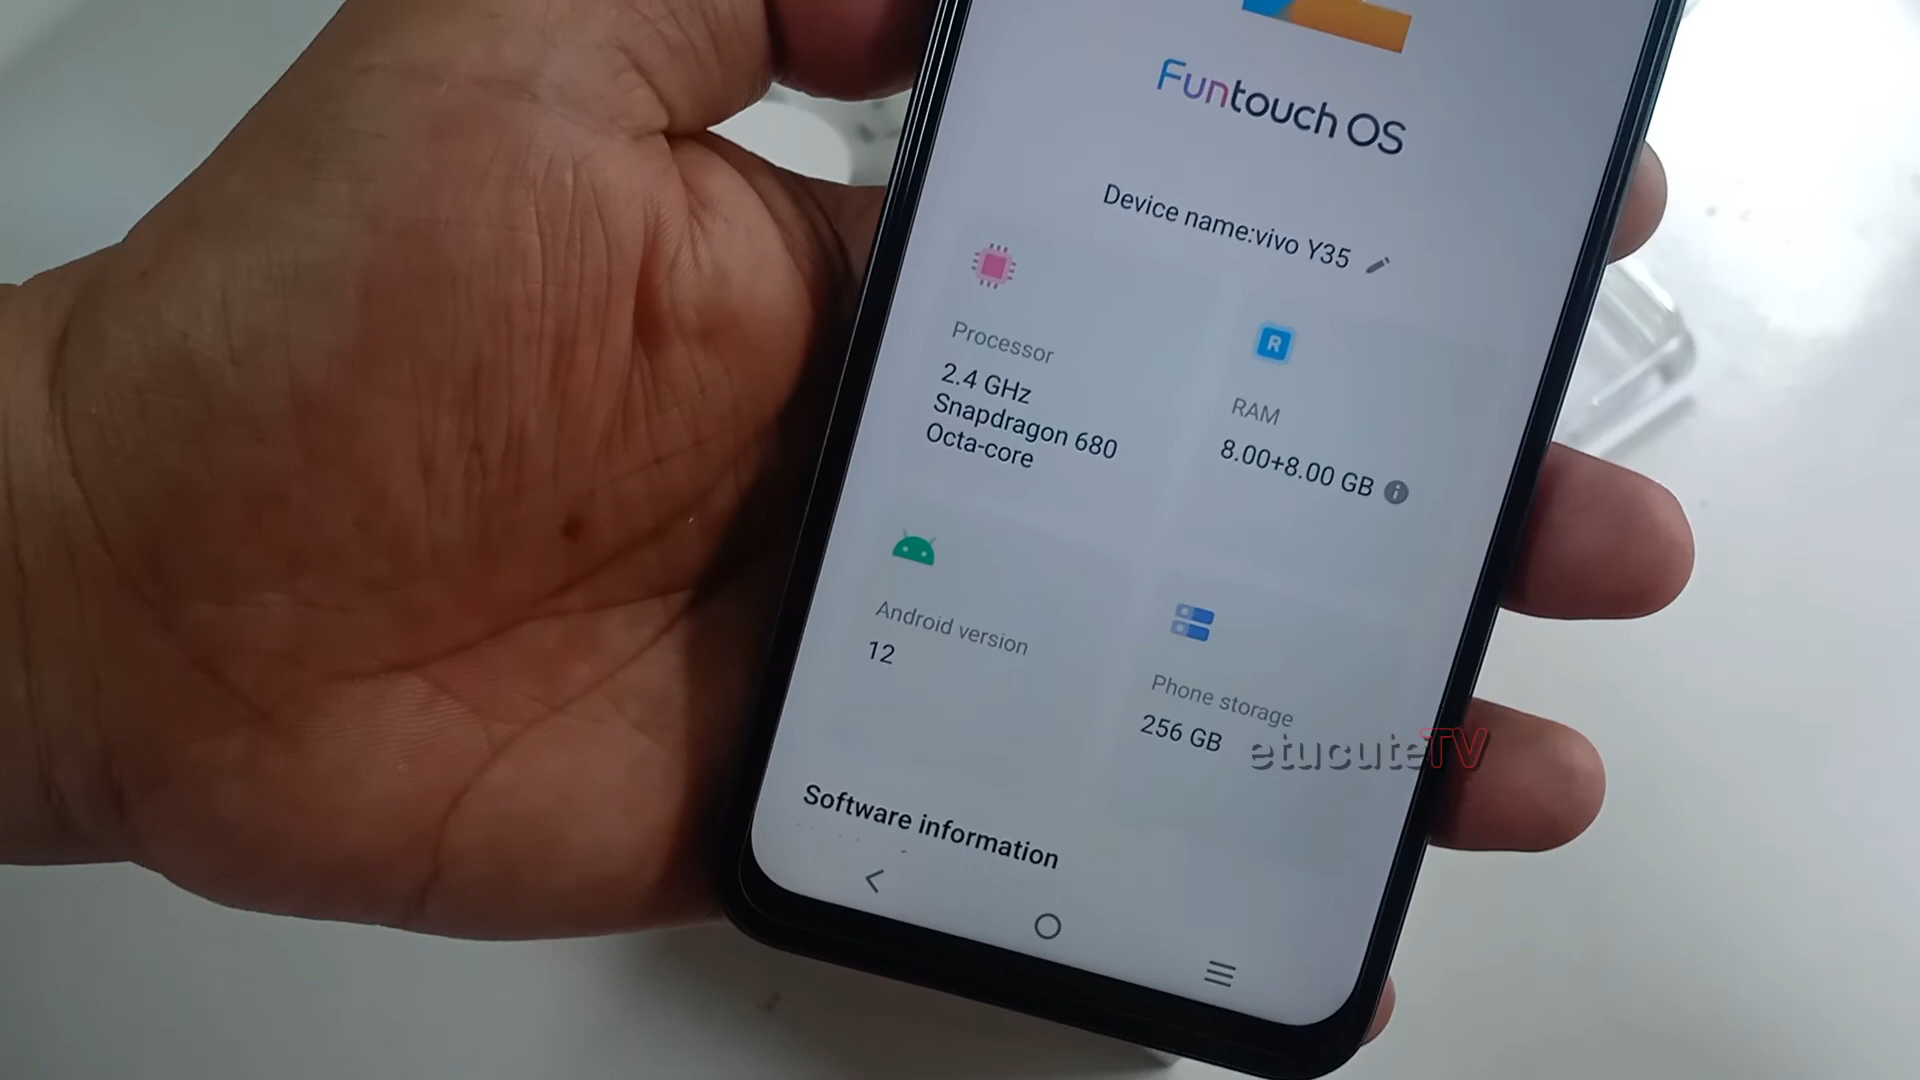 Funtouch OS
Device name:vivo Y35
Processor
2.4 GHz
Snapdragon 680
Octa-core
R
RAM
8.00+8.00 GB
Android version
12
Phone storage
256 GB
etucuteTV
Software information